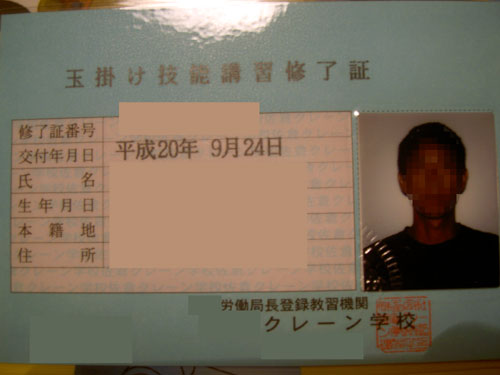 玉掛け技能講習修了証
修了証番号
交付年月日 平成20年 9月24日
氏 名
生年月日
本籍地
住 所
労働局長登録教習機関
クレーン学校